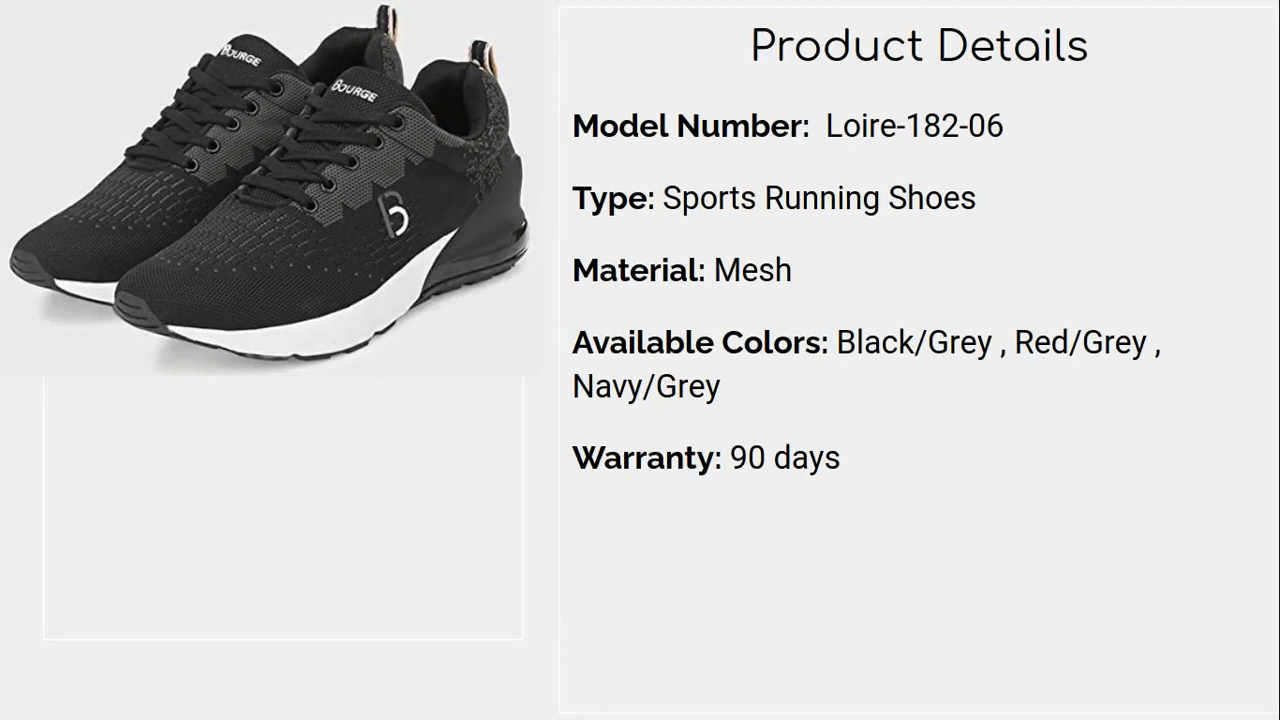 BOURGE
BOURGE
B
Product Details
Model Number: Loire-182-06
Type: Sports Running Shoes
Material: Mesh
Available Colors: Black/Grey , Red/Grey ,
Navy/Grey
Warranty: 90 days